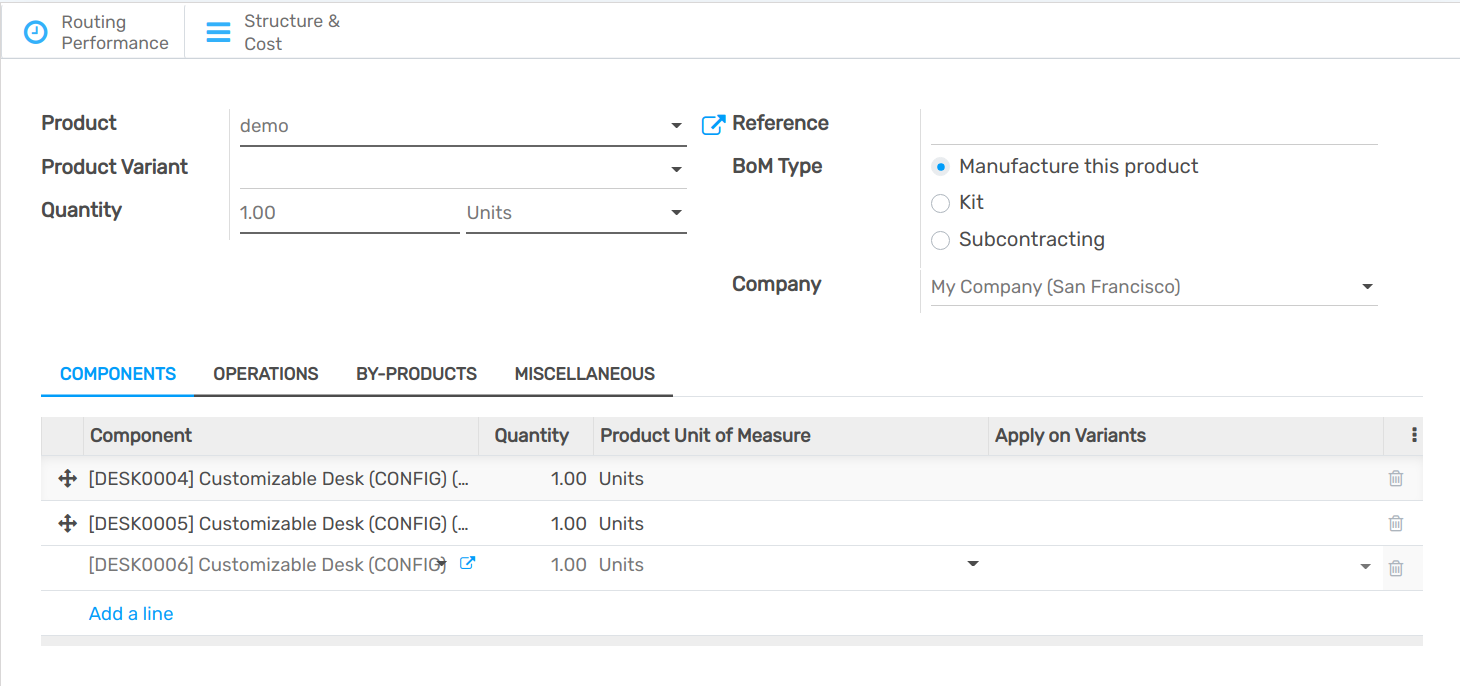 Routing
Performance
Structure &
Cost
Product
demo
Product Variant
Quantity
1.00 Units
Reference
BoM Type
Manufacture this product
Kit
Subcontracting
Company
My Company (San Francisco)
COMPONENTS OPERATIONS BY-PRODUCTS MISCELLANEOUS
Component Quantity Product Unit of Measure Apply on Variants
[DESK0004] Customizable Desk (CONFIG) (... 1.00 Units
[DESK0005] Customizable Desk (CONFIG) (... 1.00 Units
[DESK0006] Customizable Desk (CONFIG) 1.00 Units
Add a line